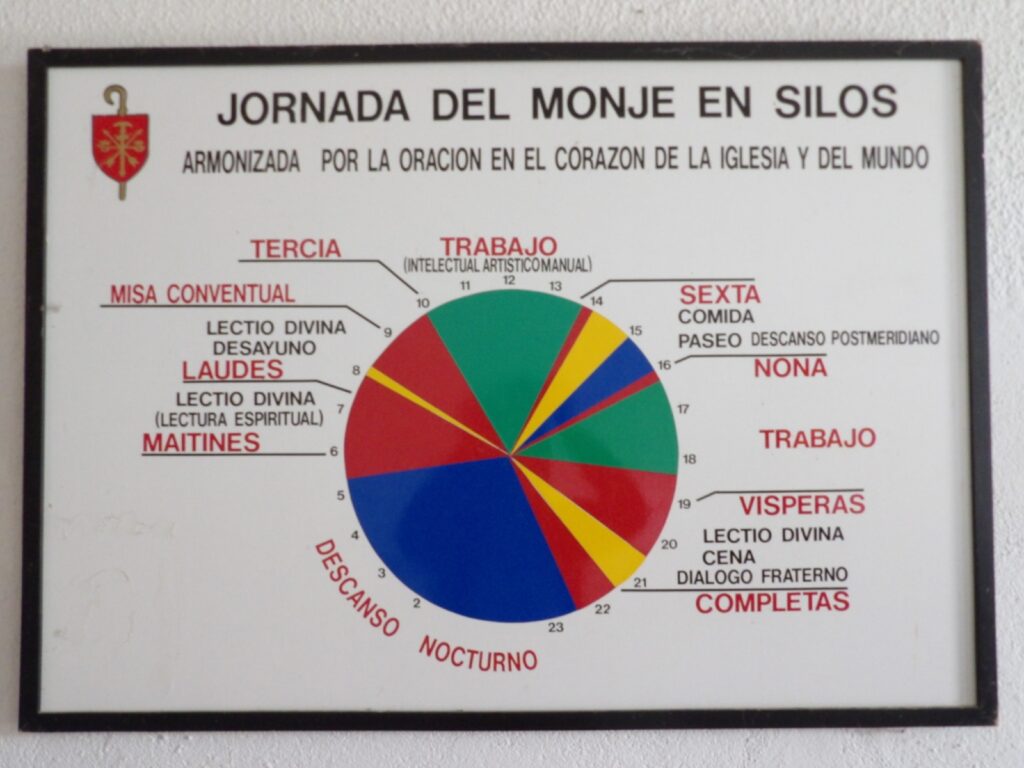 JORNADA DEL MONJE EN SILOS
ARMONIZADA POR LA ORACION EN EL CORAZON DE LA IGLESIA Y DEL MUNDO
TERCIA
TRABAJO
(INTELECTUAL ARTISTICO MANUAL)
MISA CONVENTUAL
LECTIO DIVINA
DESAYUNO
LAUDES
LECTIO DIVINA
(LECTURA ESPIRITUAL)
MAITINES
SEXTA
COMIDA
PASEO DESCANSO POSTMERIDIANO
NONA
TRABAJO
VISPERAS
LECTIO DIVINA
CENA
DIALOGO FRATERNO
COMPLETAS
DESCANSO NOCTURNO
12
13
14
15
16
17
18
19
20
21
22
23
2
3
4
5
6
7
8
9
10
11